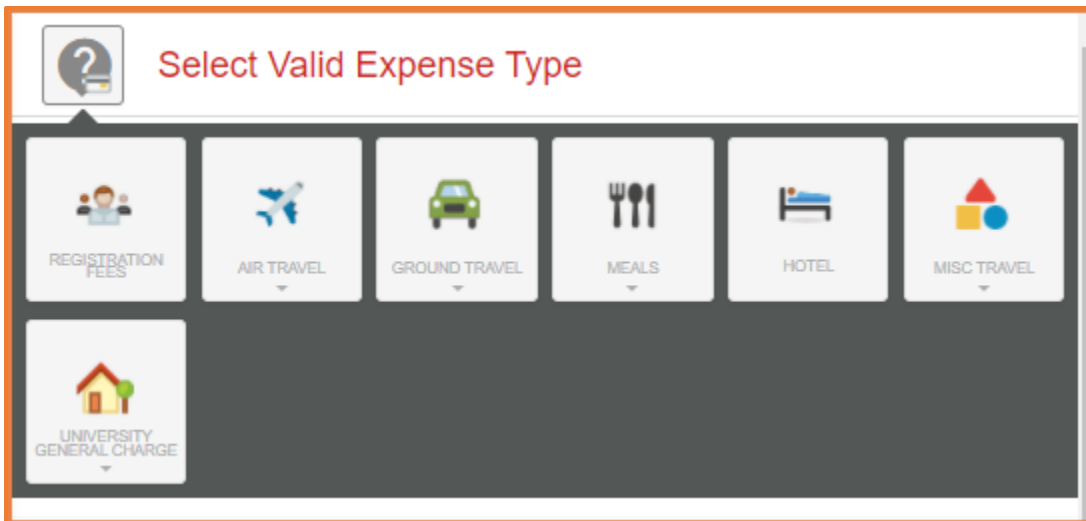 Select Valid Expense Type
REGISTRATION
FEES
AIR TRAVEL
GROUND TRAVEL
MEALS
HOTEL
MISC TRAVEL
UNIVERSITY
GENERAL CHARGE